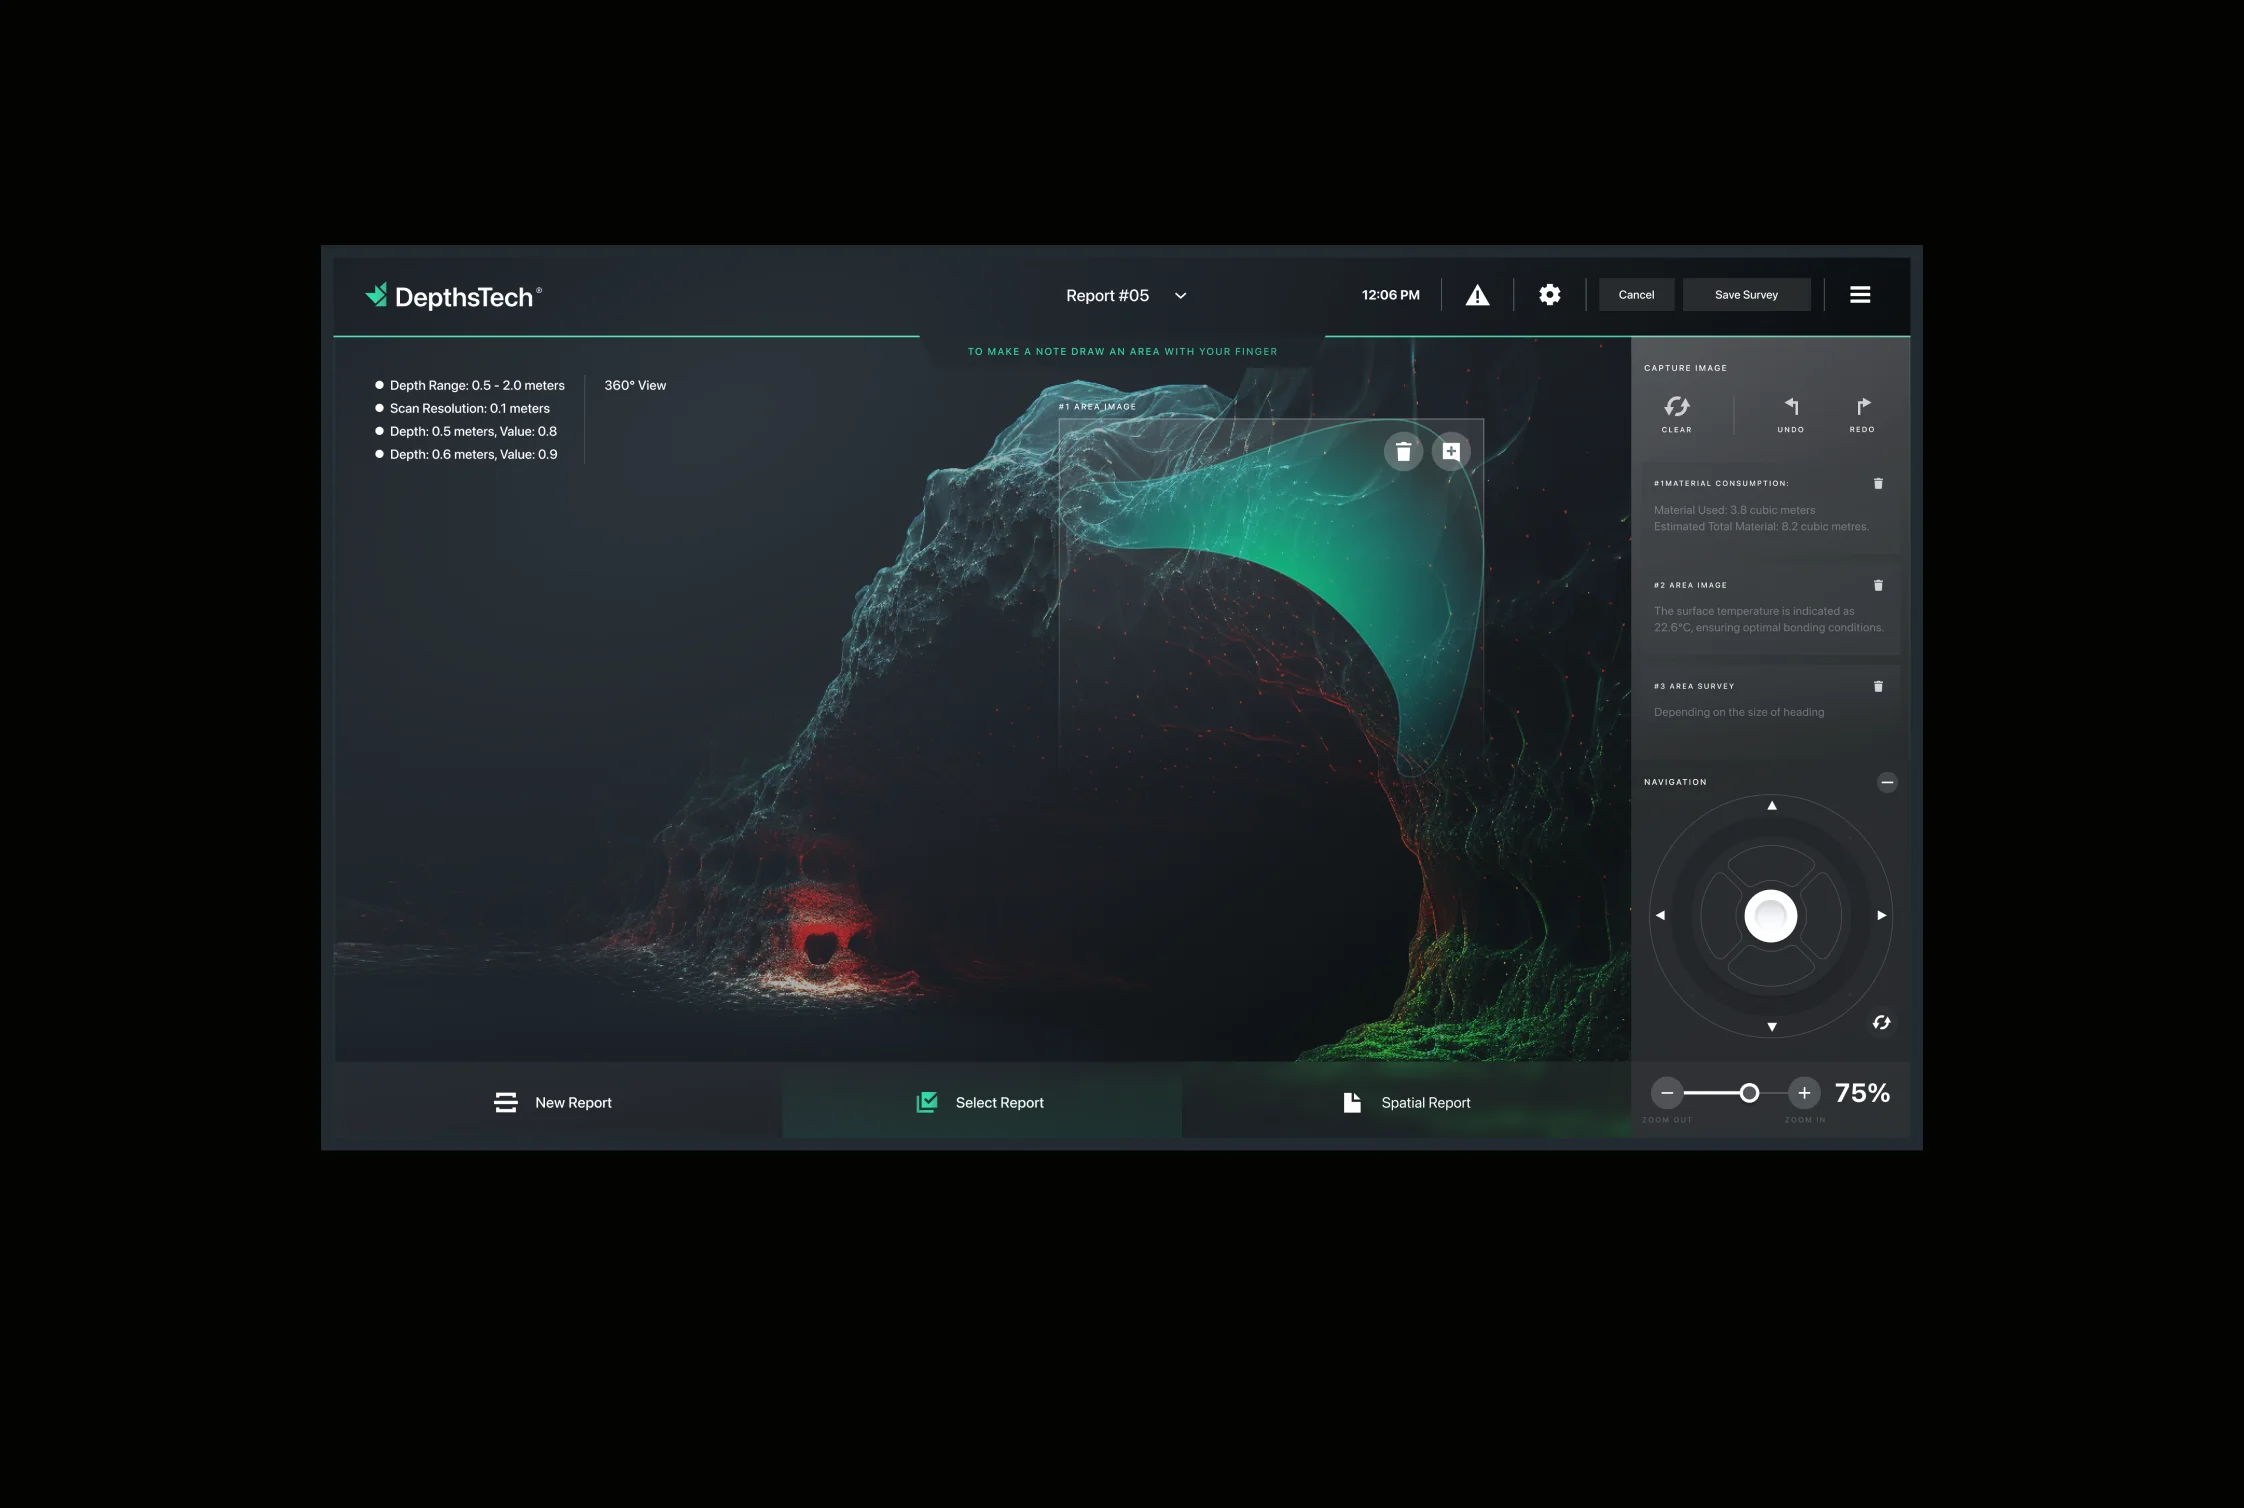 DepthsTech®
Report #05
12:06 PM
Cancel
Save Survey
TO MAKE A NOTE DRAW AN AREA WITH YOUR FINGER
Depth Range: 0.5 - 2.0 meters
Scan Resolution: 0.1 meters
Depth: 0.5 meters, Value: 0.8
Depth: 0.6 meters, Value: 0.9
360° View
#1 AREA IMAGE
CAPTURE IMAGE
CLEAR
UNDO
REDO
#1MATERIAL CONSUMPTION:
Material Used: 3.8 cubic meters
Estimated Total Material: 8.2 cubic metres.
#2 AREA IMAGE
The surface temperature is indicated as
22.6°C, ensuring optimal bonding conditions.
#3 AREA SURVEY
Depending on the size of heading
NAVIGATION
75%
ZOOM OUT
ZOOM IN
New Report
Select Report
Spatial Report